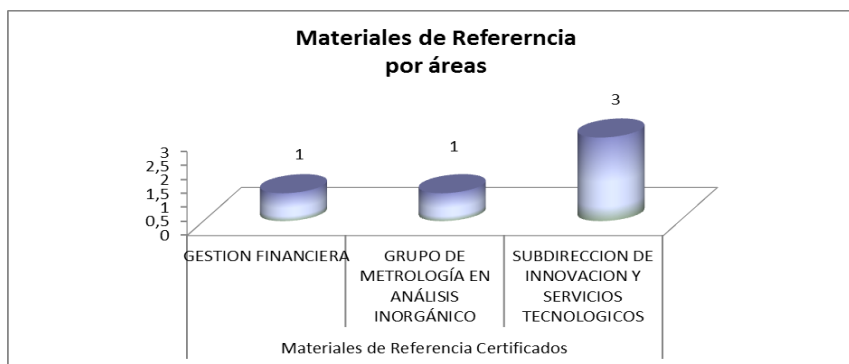 Materiales de Refererncia
por áreas
3
1
1
3
2,5
2
1,5
1
0,5
0
GESTION FINANCIERA
GRUPO DE
METROLOGÍA EN
ANÁLISIS
INORGÁNICO
SUBDIRECCION DE
INNOVACION Y
SERVICIOS
TECNOLOGICOS
Materiales de Referencia Certificados